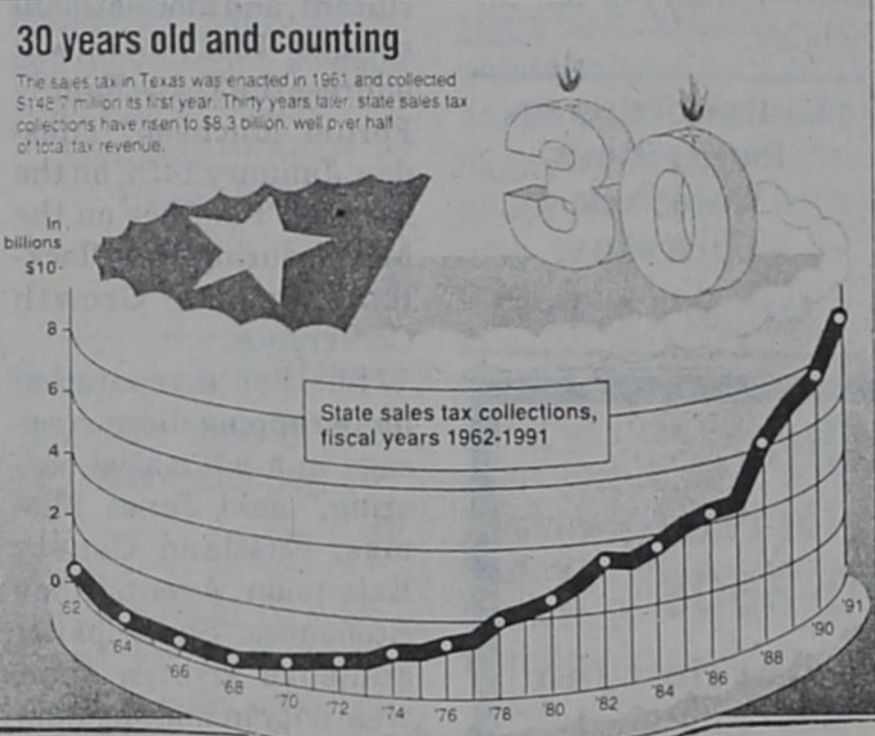 30 years old and counting
The sales tax in Texas was enacted in 1961 and collected
$148.7 million its first year. Thirty years later, state sales tax
collections have risen to $8.3 billion, well over half
of total tax revenue.
30
In
billions
$10
8
6
4
2
0
State sales tax collections,
fiscal years 1962-1991
'62
'64
'66
'68
'70
'72
'74
'76
'78
'80
'82
'84
'86
'88
'90
'91